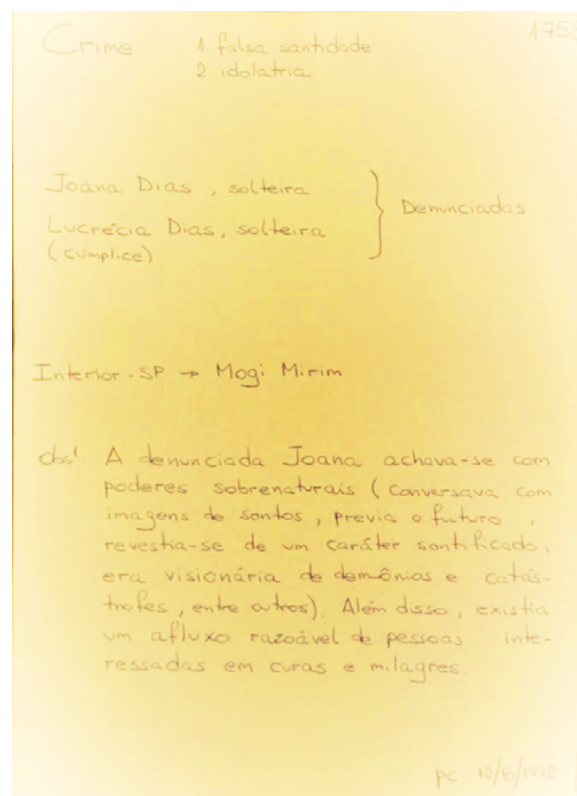 Crime 1. falsa santidade 1758
2. idolatria
Joana Dias, solteira
Lucrécia Dias, solteira } Denunciadas
(cúmplice)
Interior-SP → Mogi Mirim
Obs¹: A denunciada Joana achava-se com
poderes sobrenaturais (conversava com
imagens de santos, previa o futuro,
revestia-se de um caráter santificado,
era visionária de demônios e catás-
trofes, entre outros). Além disso, existia
um afluxo razoável de pessoas inte-
ressadas em curas e milagres.
pc 12/8/1992